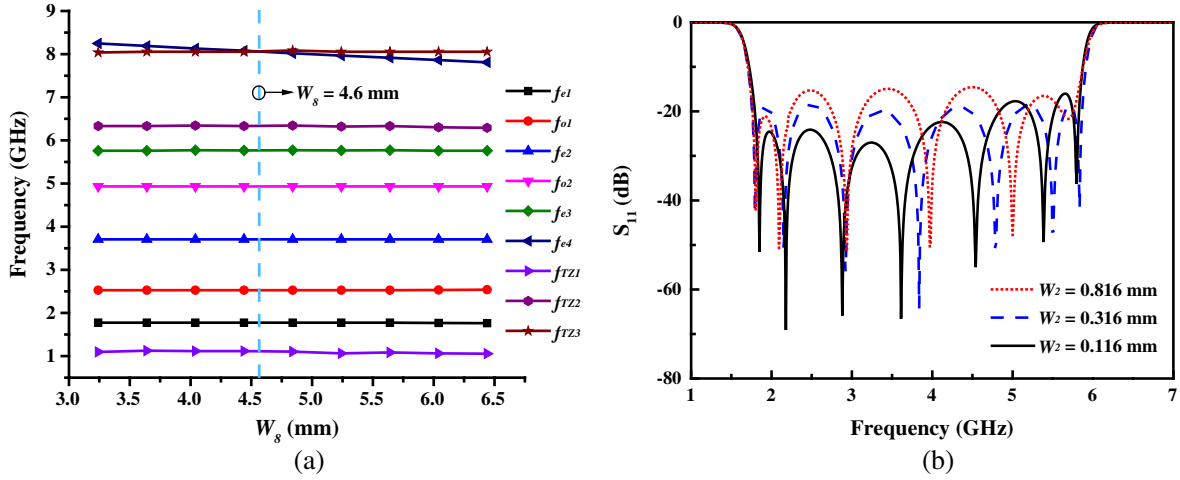 9
8
7
6
5
4
3
2
1
3.0 3.5 4.0 4.5 5.0 5.5 6.0 6.5
Frequency (GHz)
W8 (mm)
W8 = 4.6 mm
fe1
fo1
fe2
fo2
fe3
fe4
fTZ1
fTZ2
fTZ3
(a)
0
-20
-40
-60
-80
1 2 3 4 5 6 7
S11 (dB)
Frequency (GHz)
W2 = 0.816 mm
W2 = 0.316 mm
W2 = 0.116 mm
(b)